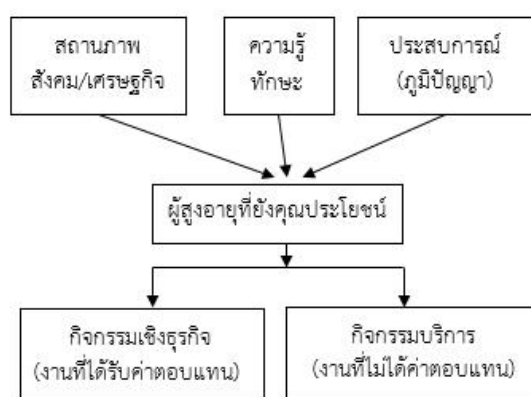 สถานภาพ
สังคม/เศรษฐกิจ
ความรู้
ทักษะ
ประสบการณ์
(ภูมิปัญญา)
ผู้สูงอายุที่ยังคุณประโยชน์
กิจกรรมเชิงธุรกิจ
(งานที่ได้รับค่าตอบแทน)
กิจกรรมบริการ
(งานที่ไม่ได้ค่าตอบแทน)